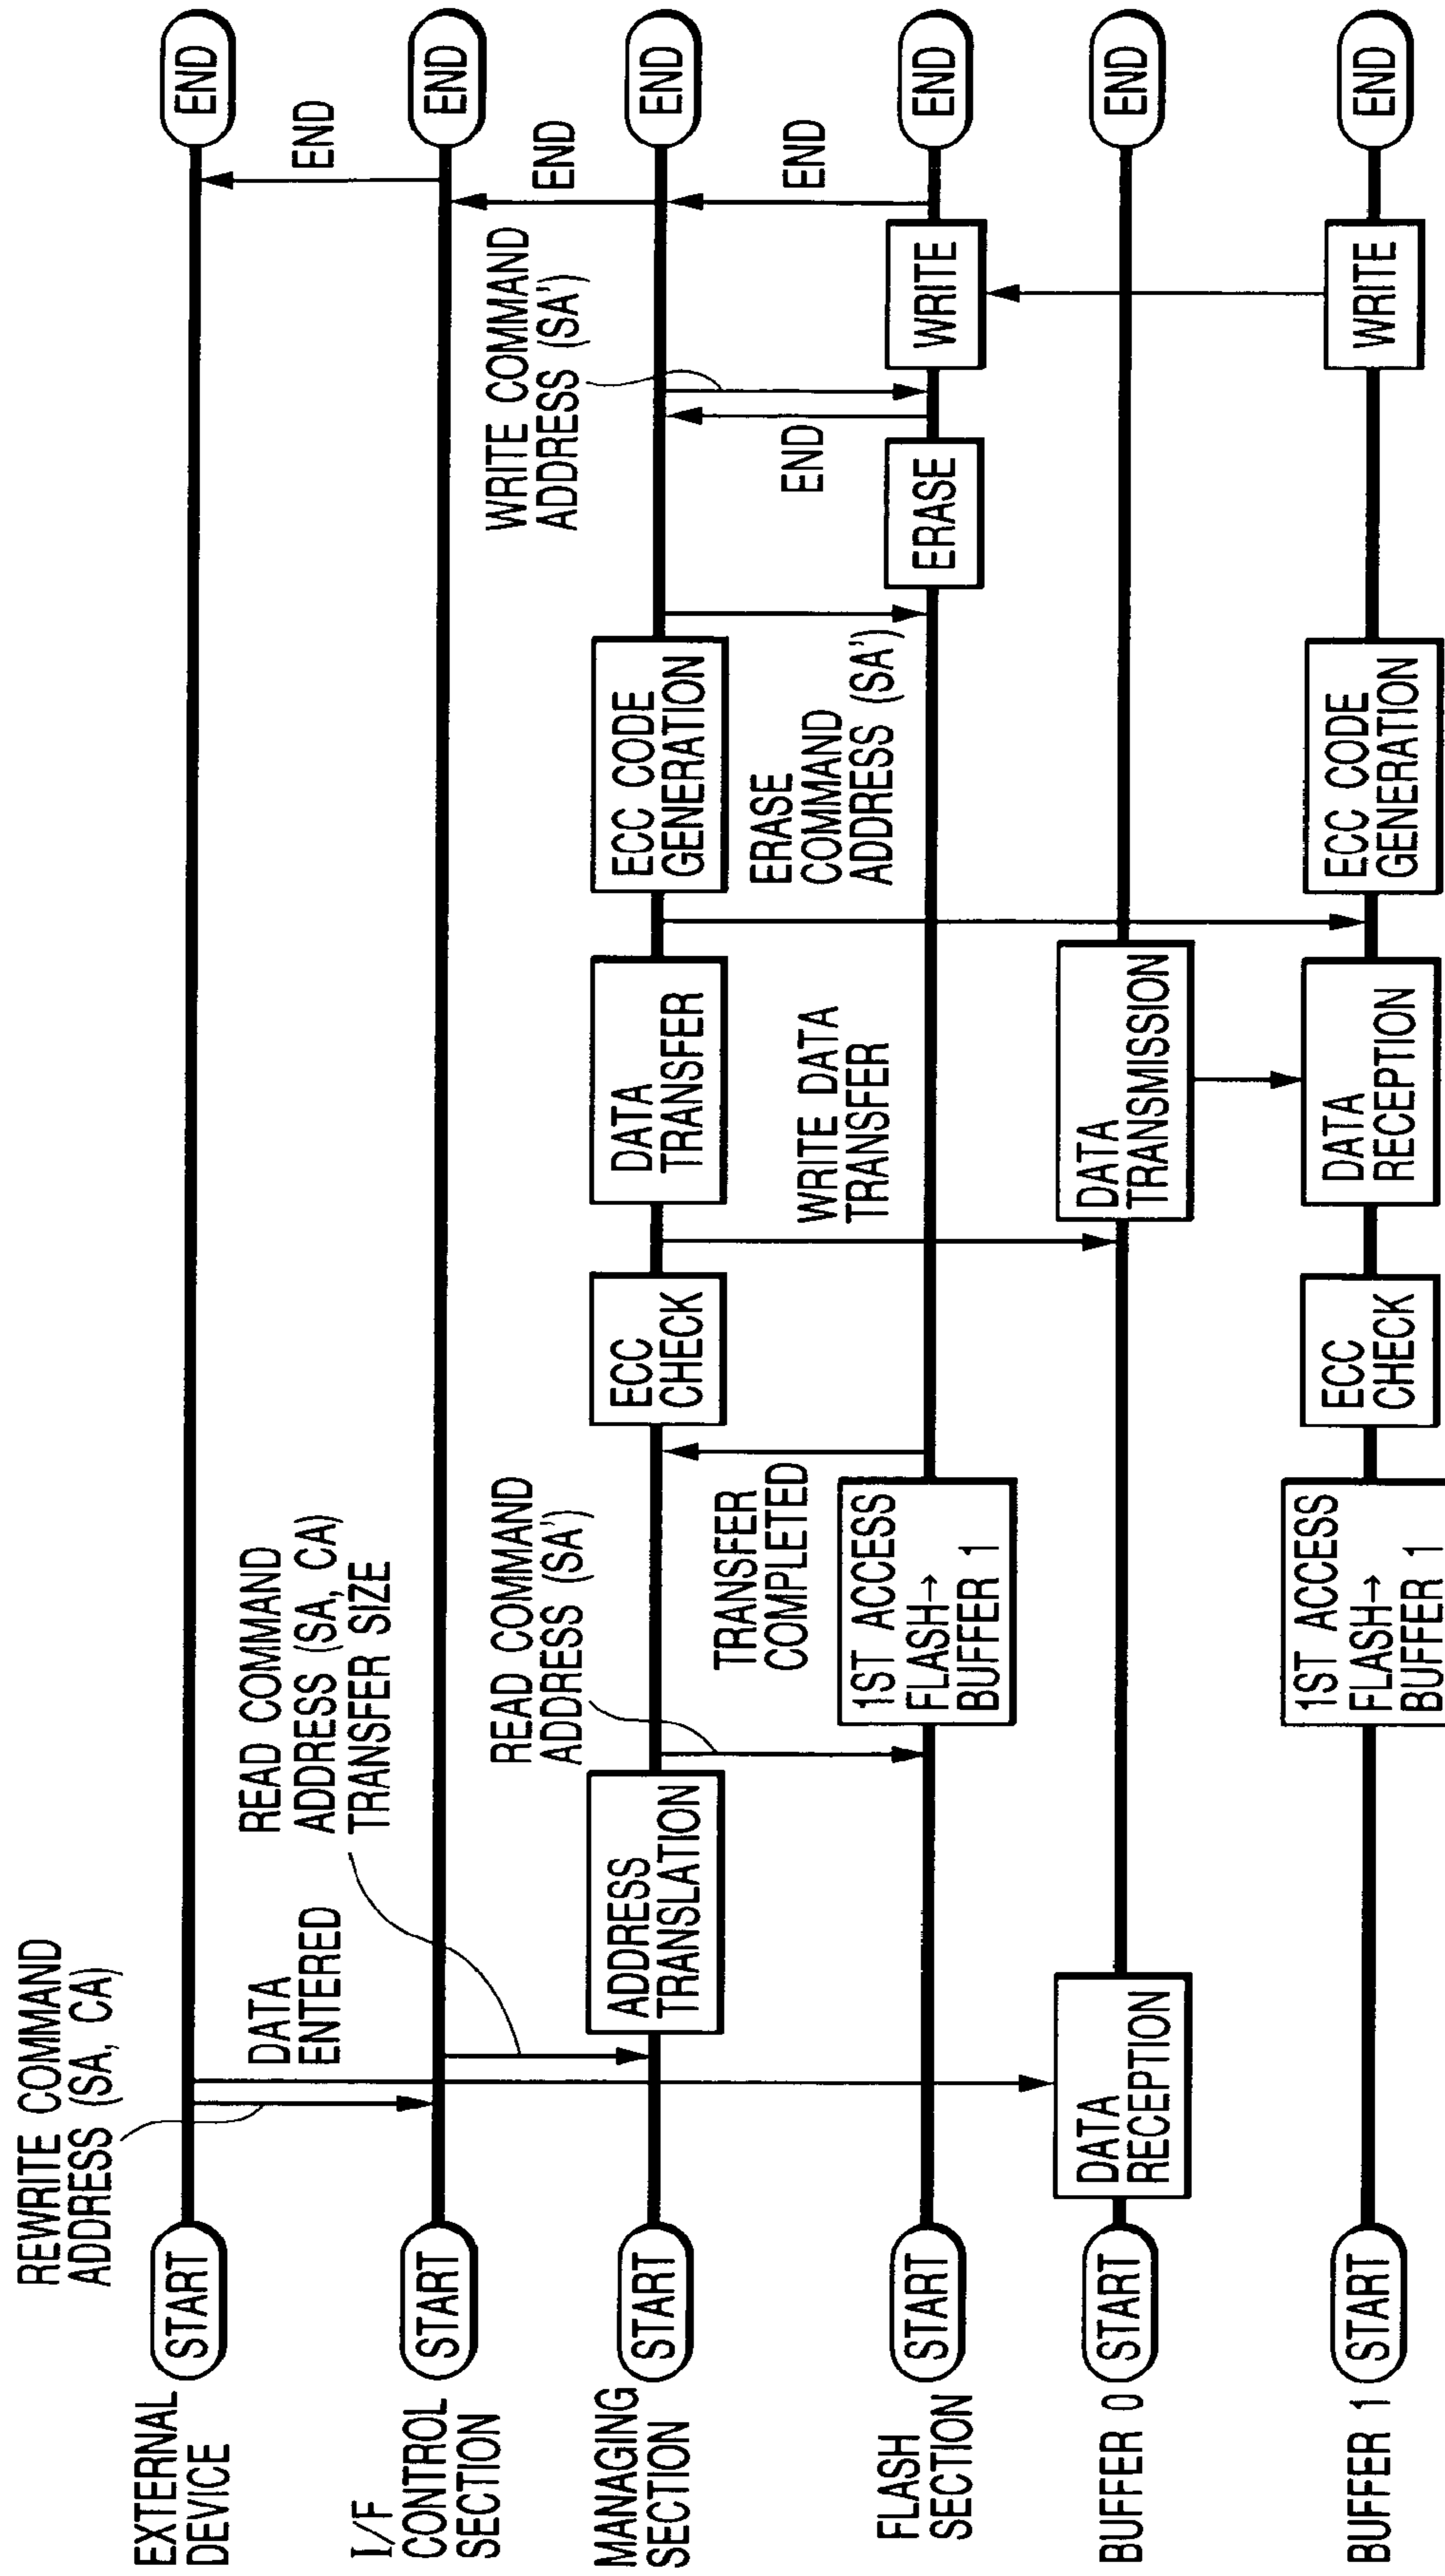 EXTERNAL
DEVICE
START
REWRITE COMMAND
ADDRESS (SA, CA)
DATA
ENTERED
END
END
I/F
CONTROL
SECTION
START
READ COMMAND
ADDRESS (SA, CA)
TRANSFER SIZE
END
END
MANAGING
SECTION
START
ADDRESS
TRANSLATION
READ COMMAND
ADDRESS (SA')
ECC
CHECK
DATA
TRANSFER
ECC CODE
GENERATION
WRITE COMMAND
ADDRESS (SA')
END
TRANSFER
COMPLETED
WRITE DATA
TRANSFER
ERASE
COMMAND
ADDRESS (SA')
END
END
FLASH
SECTION
START
1ST ACCESS
FLASH→
BUFFER 1
ERASE
WRITE
END
BUFFER 0
START
DATA
RECEPTION
DATA
TRANSMISSION
END
BUFFER 1
START
1ST ACCESS
FLASH→
BUFFER 1
ECC
CHECK
DATA
RECEPTION
ECC CODE
GENERATION
WRITE
END